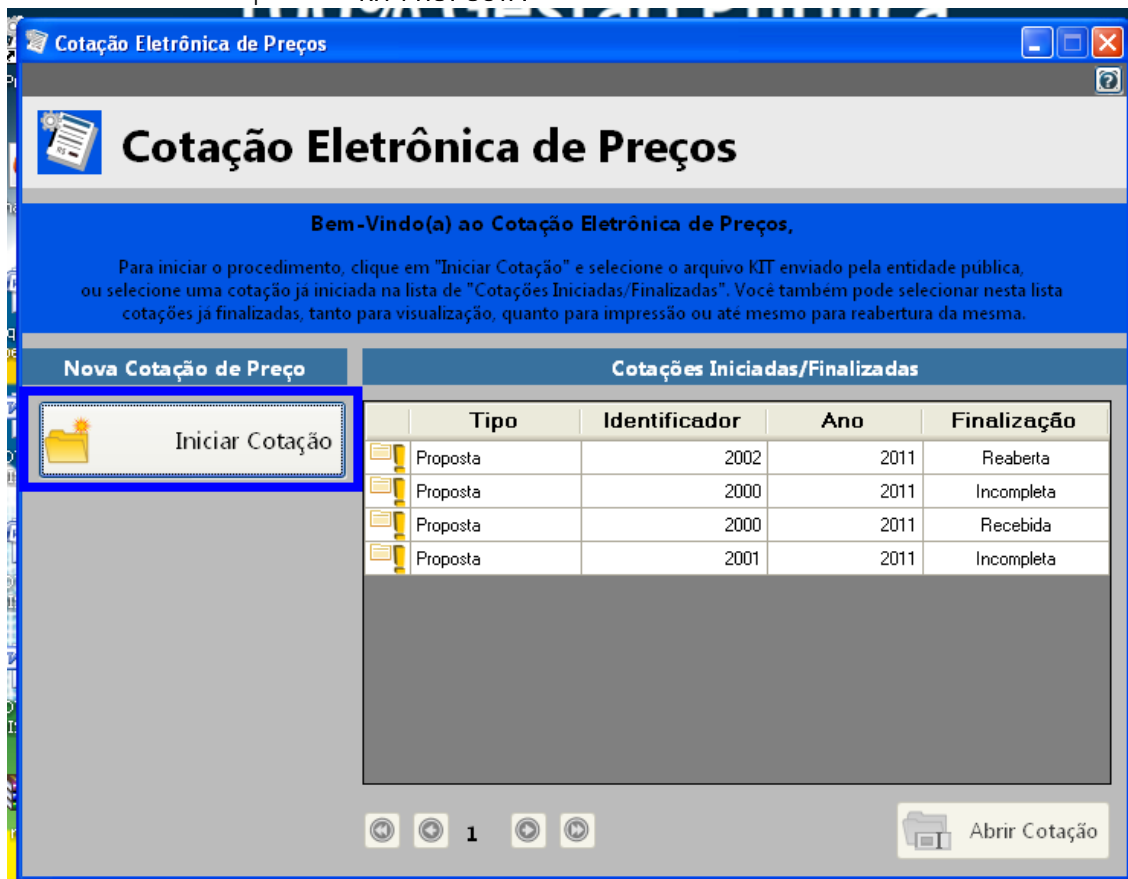 Cotação Eletrônica de Preços
Cotação Eletrônica de Preços
Bem-Vindo(a) ao Cotação Eletrônica de Preços,
Para iniciar o procedimento, clique em "Iniciar Cotação" e selecione o arquivo KIT enviado pela entidade pública,
ou selecione uma cotação já iniciada na lista de "Cotações Iniciadas/Finalizadas". Você também pode selecionar nesta lista
cotações já finalizadas, tanto para visualização, quanto para impressão ou até mesmo para reabertura da mesma.
Nova Cotação de Preço
Cotações Iniciadas/Finalizadas
Iniciar Cotação
Tipo Identificador Ano Finalização
Proposta 2002 2011 Reaberta
Proposta 2000 2011 Incompleta
Proposta 2000 2011 Recebida
Proposta 2001 2011 Incompleta
1
Abrir Cotação